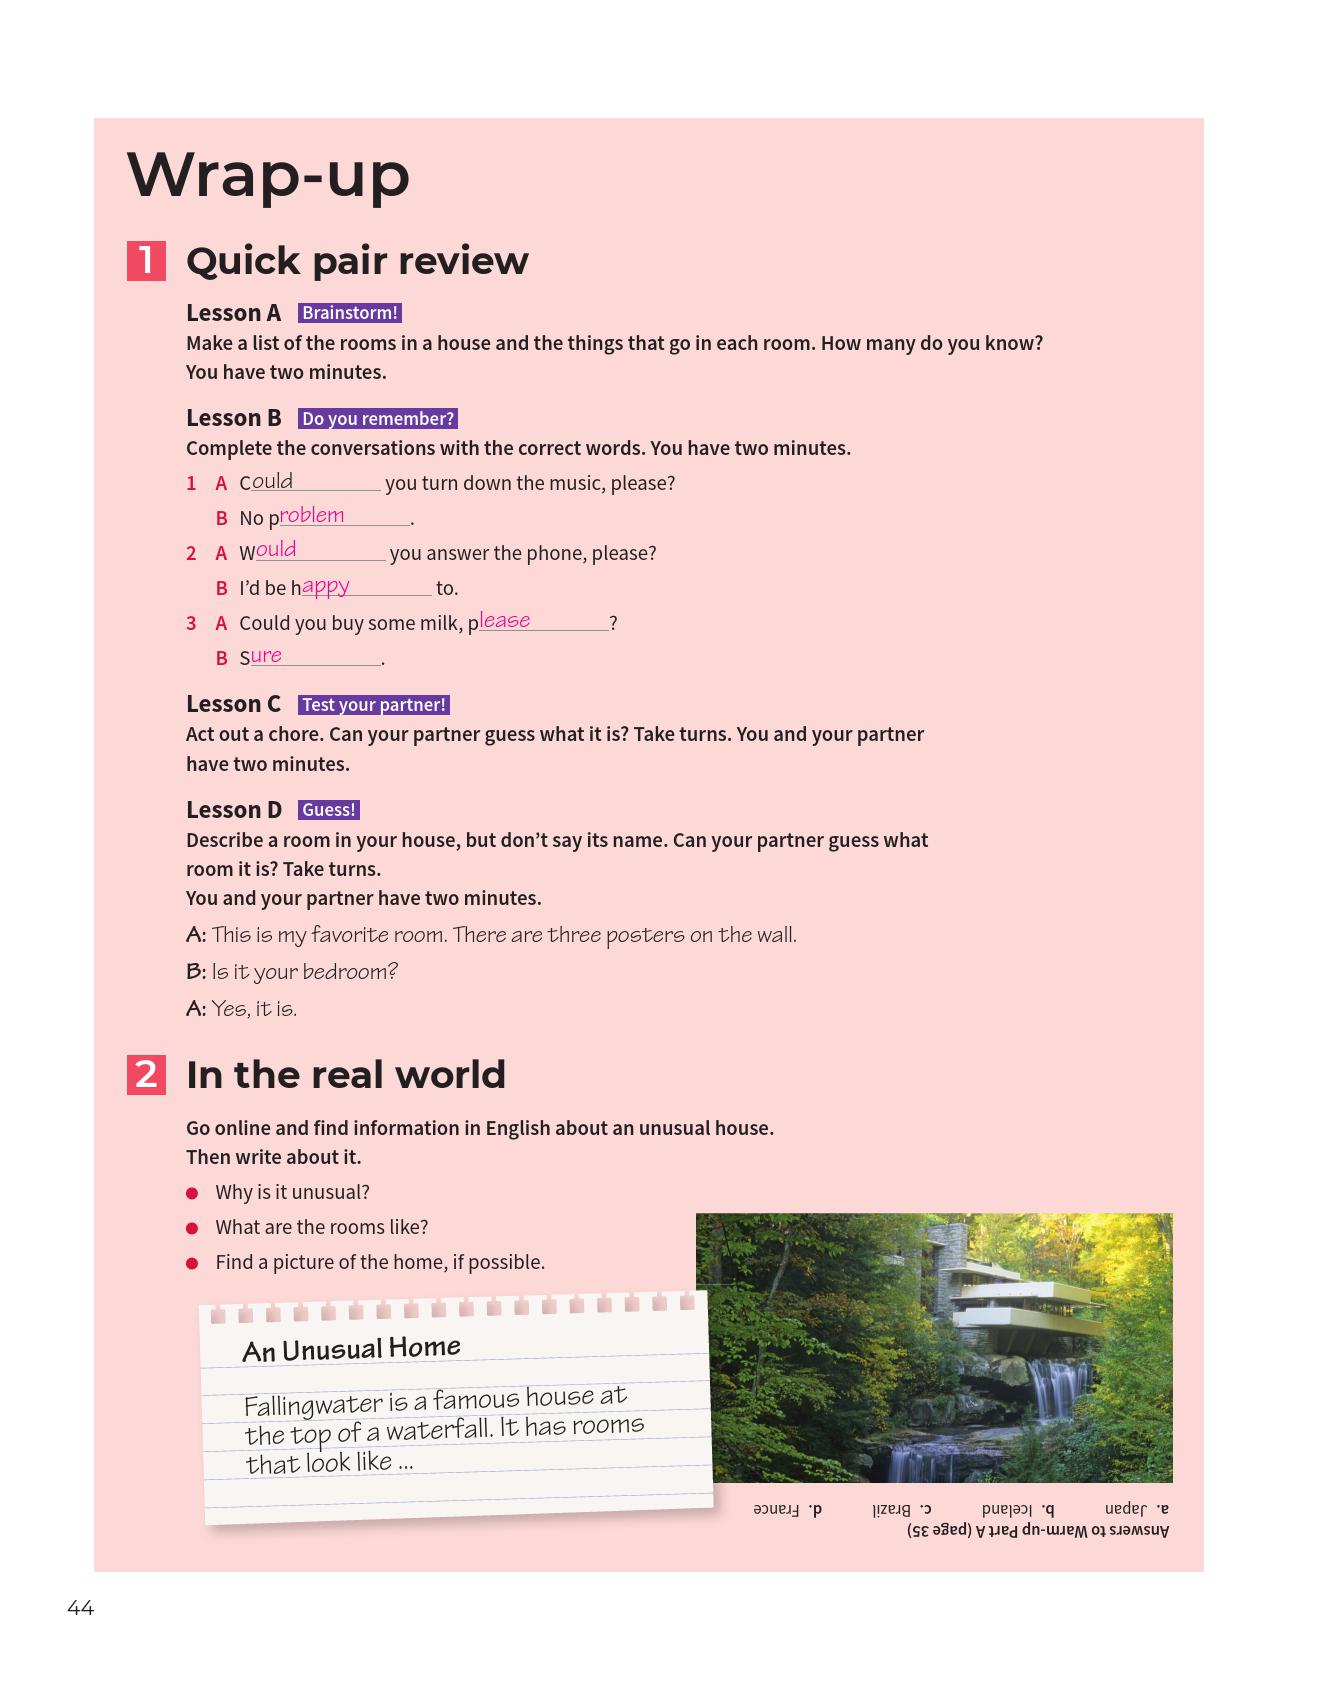 Wrap-up
1 Quick pair review
Lesson A Brainstorm!
Make a list of the rooms in a house and the things that go in each room. How many do you know?
You have two minutes.
Lesson B Do you remember?
Complete the conversations with the correct words. You have two minutes.
1 A Could you turn down the music, please?
B No problem.
2 A Would you answer the phone, please?
B I’d be happy to.
3 A Could you buy some milk, please?
B Sure.
Lesson C Test your partner!
Act out a chore. Can your partner guess what it is? Take turns. You and your partner
have two minutes.
Lesson D Guess!
Describe a room in your house, but don’t say its name. Can your partner guess what
room it is? Take turns.
You and your partner have two minutes.
A: This is my favorite room. There are three posters on the wall.
B: Is it your bedroom?
A: Yes, it is.
2 In the real world
Go online and find information in English about an unusual house.
Then write about it.
● Why is it unusual?
● What are the rooms like?
● Find a picture of the home, if possible.
An Unusual Home
Fallingwater is a famous house at
the top of a waterfall. It has rooms
that look like ...
Answers to Warm-up Part A (page 35)
a. Japan b. Iceland c. Brazil d. France
44